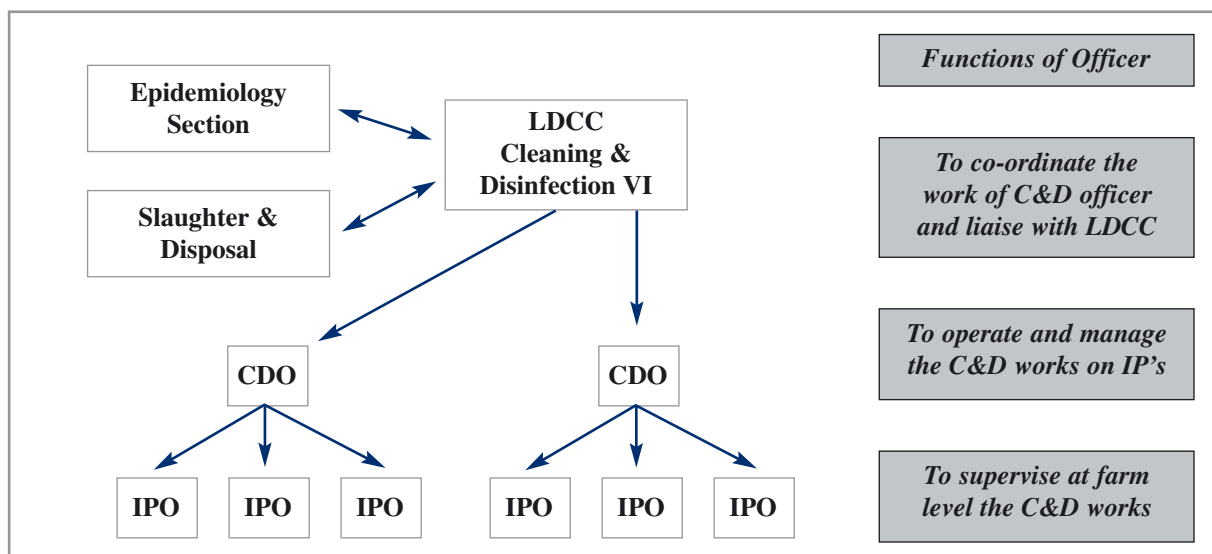 Epidemiology
Section
Slaughter &
Disposal
LDCC
Cleaning &
Disinfection VI
CDO
CDO
IPO
IPO
IPO
IPO
IPO
IPO
Functions of Officer
To co-ordinate the
work of C&D officer
and liaise with LDCC
To operate and manage
the C&D works on IP's
To supervise at farm
level the C&D works